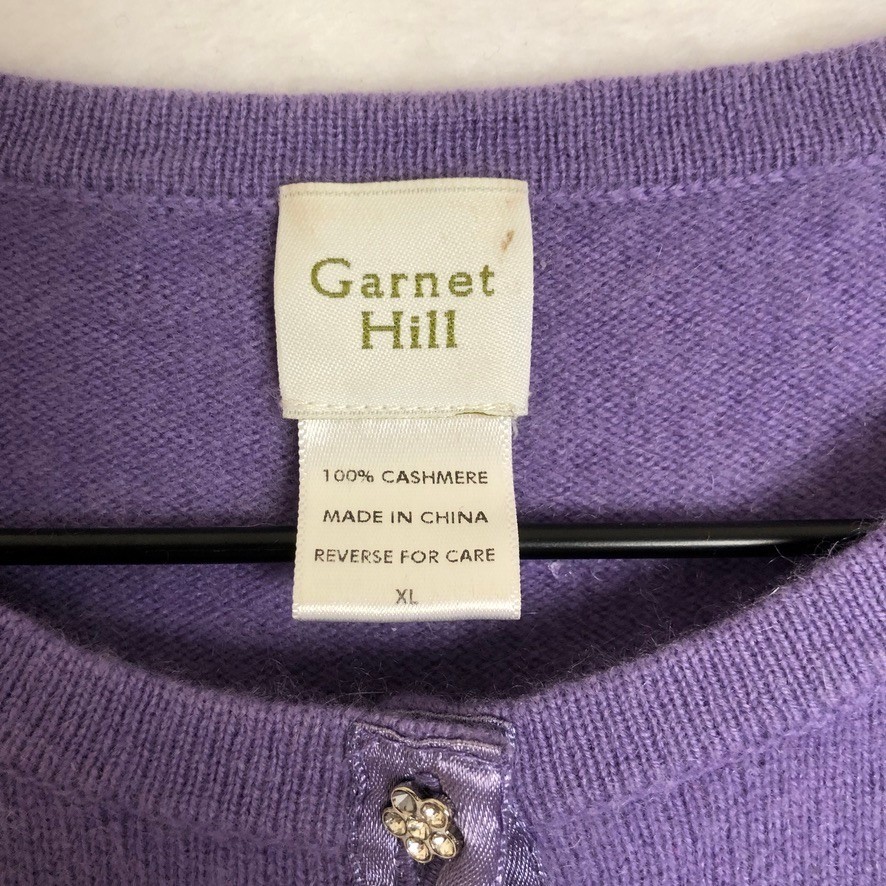 Garnet
Hill
100% CASHMERE
MADE IN CHINA
REVERSE FOR CARE
XL